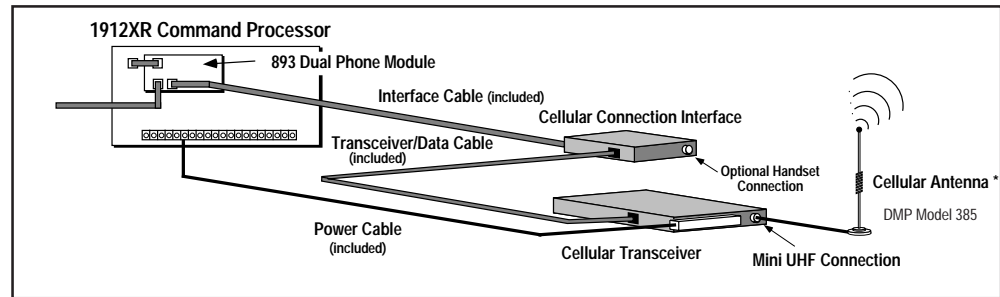 1912XR Command Processor
893 Dual Phone Module
Interface Cable (included)
Cellular Connection Interface
Transceiver/Data Cable
(included)
Optional Handset
Connection
Cellular Antenna *
DMP Model 385
Power Cable
(included)
Cellular Transceiver
Mini UHF Connection